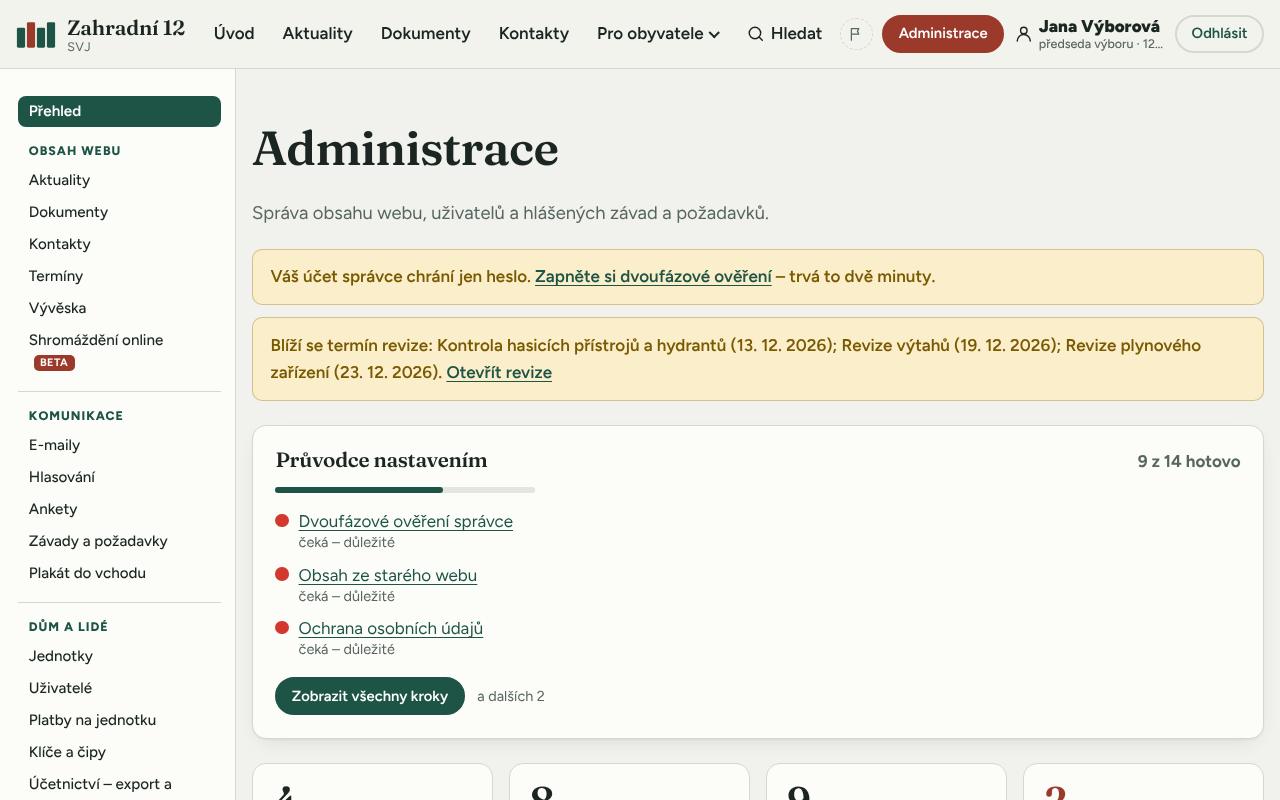 Zahradní 12
SVJ
Úvod
Aktuality
Dokumenty
Kontakty
Pro obyvatele
Hledat
Administrace
Jana Výborová
předseda výboru · 12…
Odhlásit
Přehled
OBSAH WEBU
Aktuality
Dokumenty
Kontakty
Termíny
Vývěska
Shromáždění online
BETA
KOMUNIKACE
E-maily
Hlasování
Ankety
Závady a požadavky
Plakát do vchodu
DŮM A LIDÉ
Jednotky
Uživatelé
Platby na jednotku
Klíče a čipy
Účetnictví – export a
Administrace
Správa obsahu webu, uživatelů a hlášených závad a požadavků.
Váš účet správce chrání jen heslo. Zapněte si dvoufázové ověření – trvá to dvě minuty.
Blíží se termín revize: Kontrola hasicích přístrojů a hydrantů (13. 12. 2026); Revize výtahů (19. 12. 2026); Revize plynového
zařízení (23. 12. 2026). Otevřít revize
Průvodce nastavením
9 z 14 hotovo
Dvoufázové ověření správce
čeká – důležité
Obsah ze starého webu
čeká – důležité
Ochrana osobních údajů
čeká – důležité
Zobrazit všechny kroky
a dalších 2